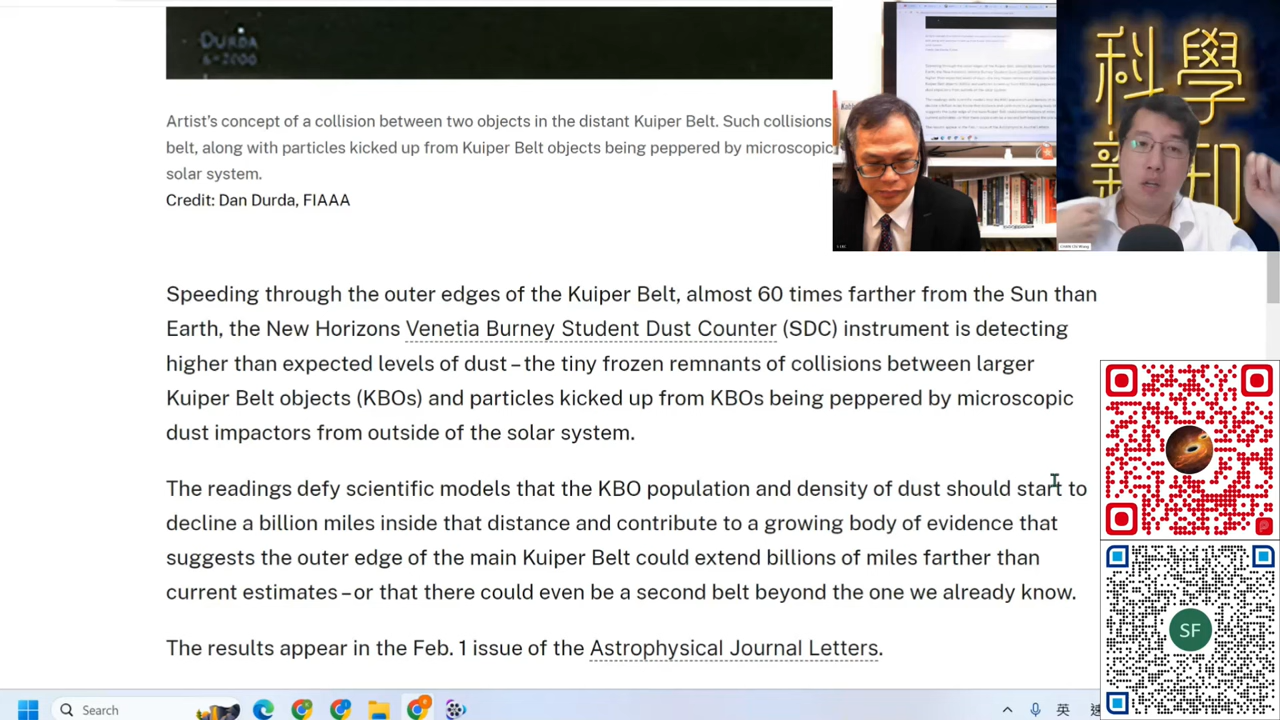 Artist's concept of a collision between two objects in the distant Kuiper Belt. Such collisions
belt, along with particles kicked up from Kuiper Belt objects being peppered by microscopic
solar system.
Credit: Dan Durda, FIAAA
科學
新知
Speeding through the outer edges of the Kuiper Belt, almost 60 times farther from the Sun than
Earth, the New Horizons Venetia Burney Student Dust Counter (SDC) instrument is detecting
higher than expected levels of dust – the tiny frozen remnants of collisions between larger
Kuiper Belt objects (KBOs) and particles kicked up from KBOs being peppered by microscopic
dust impactors from outside of the solar system.
The readings defy scientific models that the KBO population and density of dust should start to
decline a billion miles inside that distance and contribute to a growing body of evidence that
suggests the outer edge of the main Kuiper Belt could extend billions of miles farther than
current estimates – or that there could even be a second belt beyond the one we already know.
The results appear in the Feb. 1 issue of the Astrophysical Journal Letters.
SF
Search
英